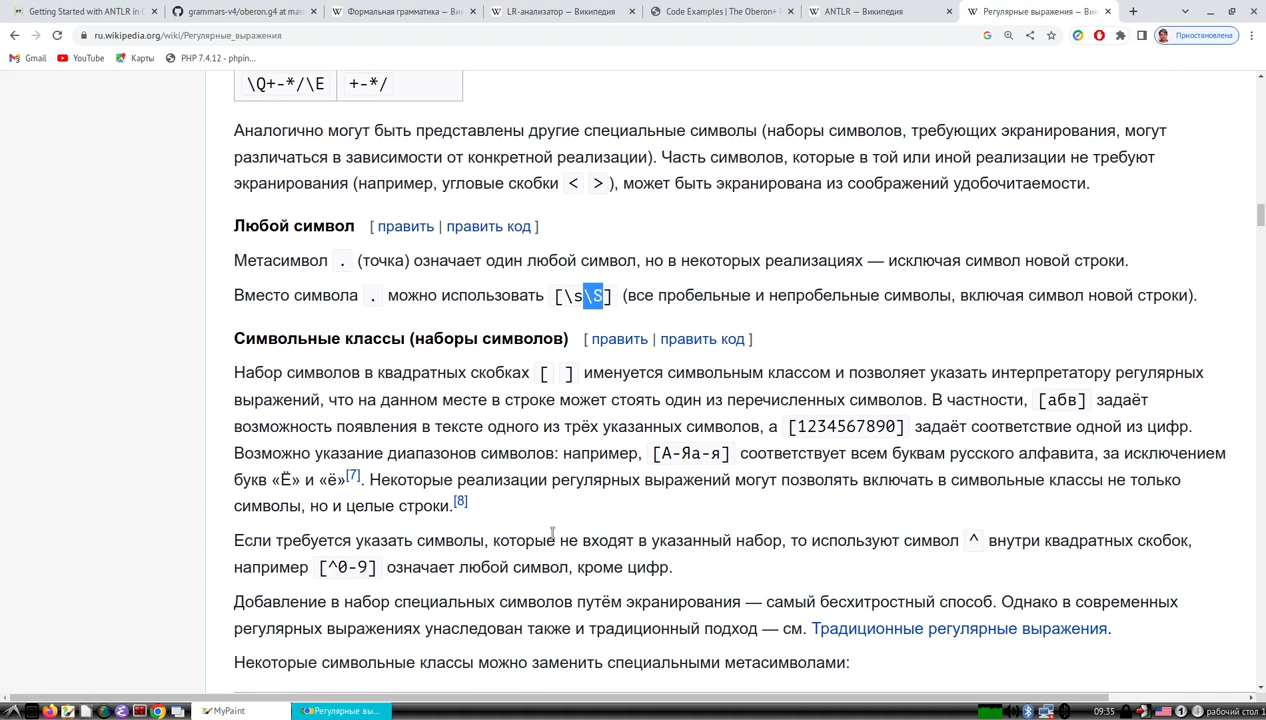 Getting Started with ANTLR in C
grammars-v4/oberon.g4 at mast
Формальная грамматика — Ви
LR-анализатор — Википедия
Code Examples | The Oberon+ P
ANTLR — Википедия
Регулярные выражения — Вик
ru.wikipedia.org/wiki/Регулярные_выражения
Приостановлена
Gmail
YouTube
Карты
PHP 7.4.12 - phpin...
\Q+-*/\E +-*/
Аналогично могут быть представлены другие специальные символы (наборы символов, требующих экранирования, могут
различаться в зависимости от конкретной реализации). Часть символов, которые в той или иной реализации не требуют
экранирования (например, угловые скобки < > ), может быть экранирована из соображений удобочитаемости.
Любой символ [ править | править код ]
Метасимвол . (точка) означает один любой символ, но в некоторых реализациях — исключая символ новой строки.
Вместо символа . можно использовать [\s\S] (все пробельные и непробельные символы, включая символ новой строки).
Символьные классы (наборы символов) [ править | править код ]
Набор символов в квадратных скобках [ ] именуется символьным классом и позволяет указать интерпретатору регулярных
выражений, что на данном месте в строке может стоять один из перечисленных символов. В частности, [абв] задаёт
возможность появления в тексте одного из трёх указанных символов, а [1234567890] задаёт соответствие одной из цифр.
Возможно указание диапазонов символов: например, [А-Яа-я] соответствует всем буквам русского алфавита, за исключением
букв «Ё» и «ё»[7]. Некоторые реализации регулярных выражений могут позволять включать в символьные классы не только
символы, но и целые строки.[8]
Если требуется указать символы, которые не входят в указанный набор, то используют символ ^ внутри квадратных скобок,
например [^0-9] означает любой символ, кроме цифр.
Добавление в набор специальных символов путём экранирования — самый бесхитростный способ. Однако в современных
регулярных выражениях унаследован также и традиционный подход — см. Традиционные регулярные выражения.
Некоторые символьные классы можно заменить специальными метасимволами:
MyPaint
Регулярные вы...
09:35
рабочий стол 1